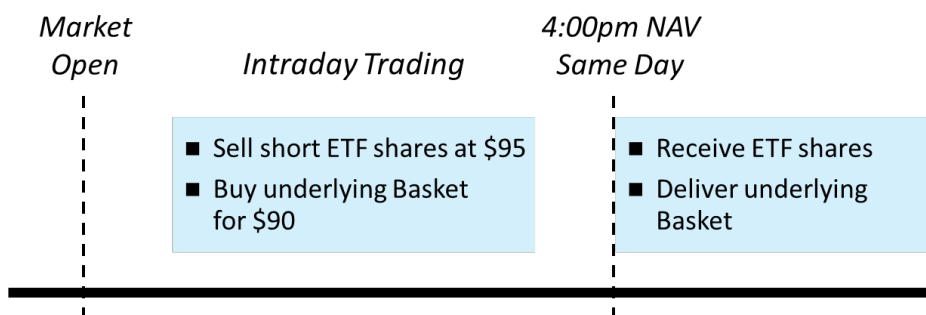 Market
Open
Intraday Trading
4:00pm NAV
Same Day
■ Sell short ETF shares at $95
■ Buy underlying Basket
for $90
■ Receive ETF shares
■ Deliver underlying
Basket